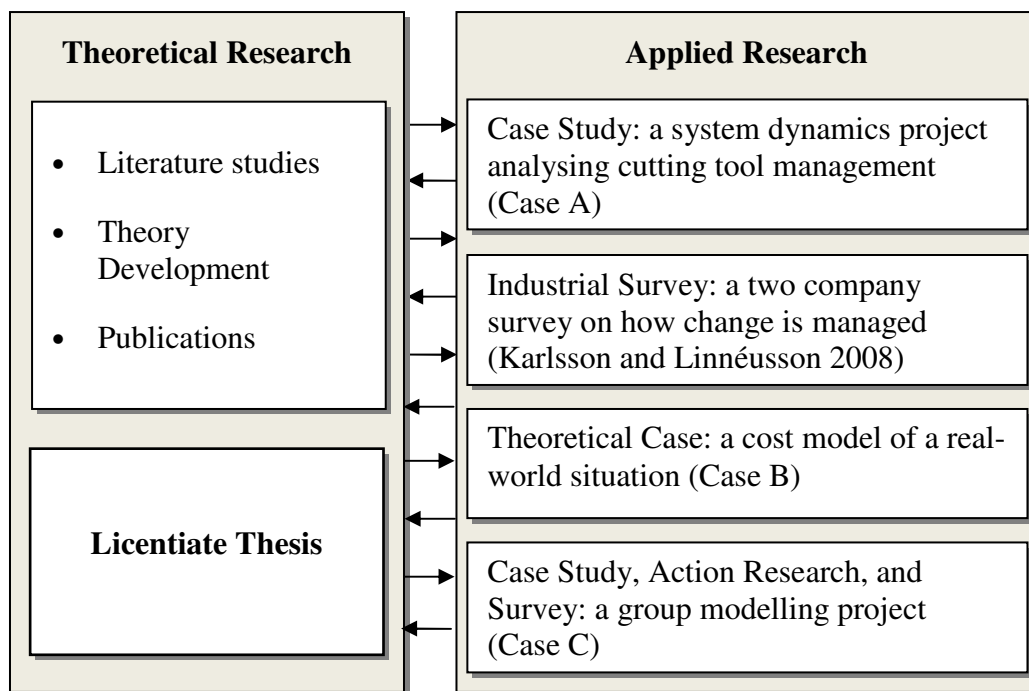 Theoretical Research
• Literature studies
• Theory
Development
• Publications
Licentiate Thesis
Applied Research
Case Study: a system dynamics project
analysing cutting tool management
(Case A)
Industrial Survey: a two company
survey on how change is managed
(Karlsson and Linnéusson 2008)
Theoretical Case: a cost model of a real-
world situation (Case B)
Case Study, Action Research, and
Survey: a group modelling project
(Case C)